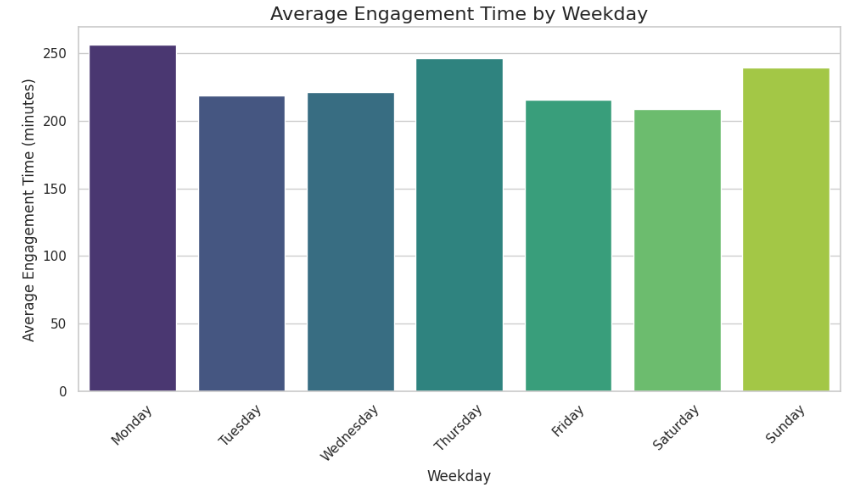 Average Engagement Time by Weekday
Average Engagement Time (minutes)
250
200
150
100
50
0
Monday
Tuesday
Wednesday
Thursday
Friday
Saturday
Sunday
Weekday